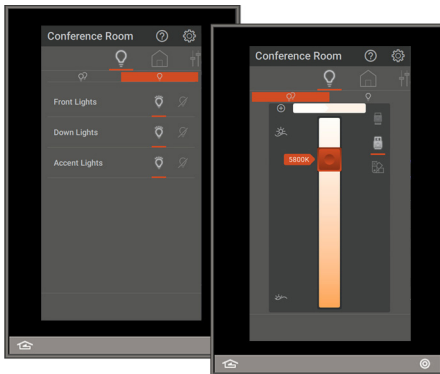 Conference Room
Front Lights
Down Lights
Accent Lights
Conference Room
5800K